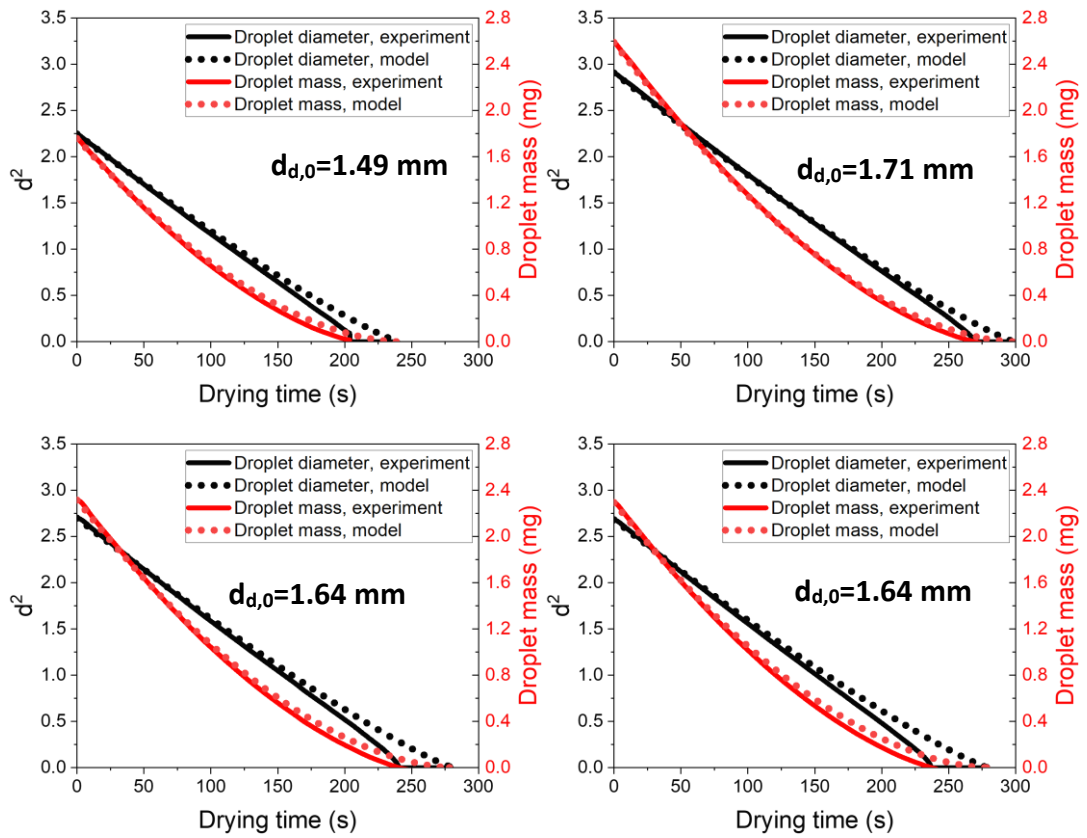 3.5
3.0
2.5
2.0
1.5
1.0
0.5
0.0
d²
Droplet diameter, experiment
Droplet diameter, model
Droplet mass, experiment
Droplet mass, model
d_d,0=1.49 mm
2.8
2.4
2.0
1.6
1.2
0.8
0.4
0.0
Droplet mass (mg)
0 50 100 150 200 250 300
Drying time (s)
3.5
3.0
2.5
2.0
1.5
1.0
0.5
0.0
d²
Droplet diameter, experiment
Droplet diameter, model
Droplet mass, experiment
Droplet mass, model
d_d,0=1.71 mm
2.8
2.4
2.0
1.6
1.2
0.8
0.4
0.0
Droplet mass (mg)
0 50 100 150 200 250 300
Drying time (s)
3.5
3.0
2.5
2.0
1.5
1.0
0.5
0.0
d²
Droplet diameter, experiment
Droplet diameter, model
Droplet mass, experiment
Droplet mass, model
d_d,0=1.64 mm
2.8
2.4
2.0
1.6
1.2
0.8
0.4
0.0
Droplet mass (mg)
0 50 100 150 200 250 300
Drying time (s)
3.5
3.0
2.5
2.0
1.5
1.0
0.5
0.0
d²
Droplet diameter, experiment
Droplet diameter, model
Droplet mass, experiment
Droplet mass, model
d_d,0=1.64 mm
2.8
2.4
2.0
1.6
1.2
0.8
0.4
0.0
Droplet mass (mg)
0 50 100 150 200 250 300
Drying time (s)